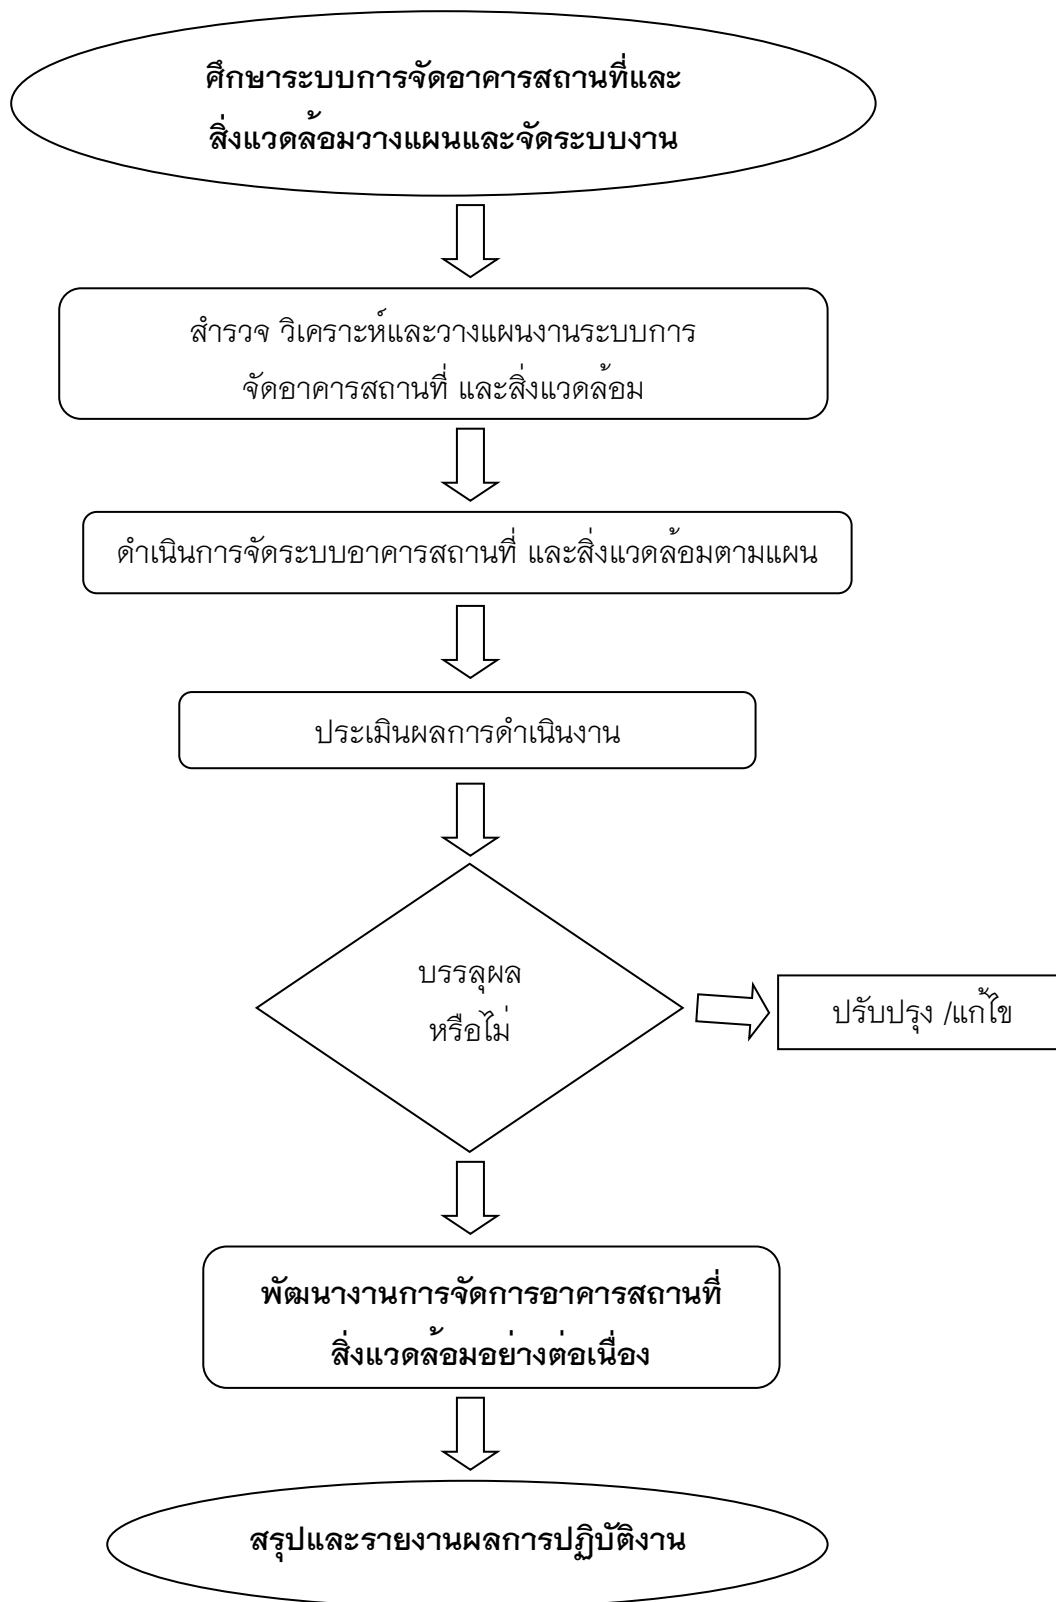 ศึกษาระบบการจัดอาคารสถานที่และ
สิ่งแวดล้อมวางแผนและจัดระบบงาน
สำรวจ วิเคราะห์และวางแผนงานระบบการ
จัดอาคารสถานที่ และสิ่งแวดล้อม
ดำเนินการจัดระบบอาคารสถานที่ และสิ่งแวดล้อมตามแผน
ประเมินผลการดำเนินงาน
บรรลุผล
หรือไม่
ปรับปรุง /แก้ไข
พัฒนางานการจัดการอาคารสถานที่
สิ่งแวดล้อมอย่างต่อเนื่อง
สรุปและรายงานผลการปฏิบัติงาน